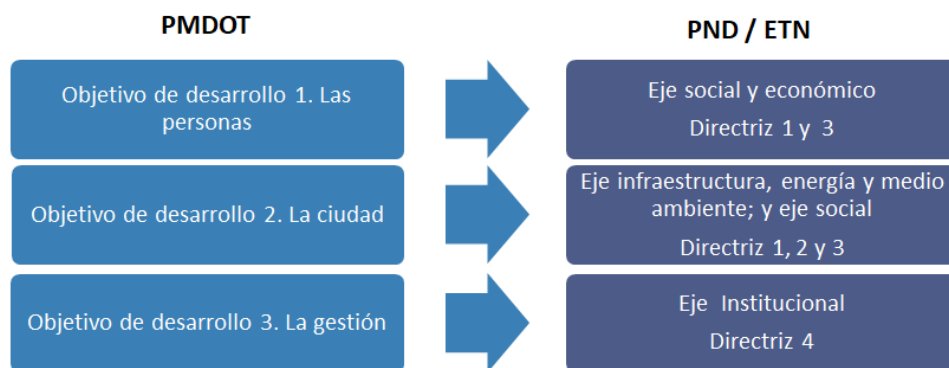 PMDOT
PND / ETN
Objetivo de desarrollo 1. Las
personas
Eje social y económico
Directriz 1 y 3
Objetivo de desarrollo 2. La ciudad
Eje infraestructura, energía y medio
ambiente; y eje social
Directriz 1, 2 y 3
Objetivo de desarrollo 3. La gestión
Eje Institucional
Directriz 4